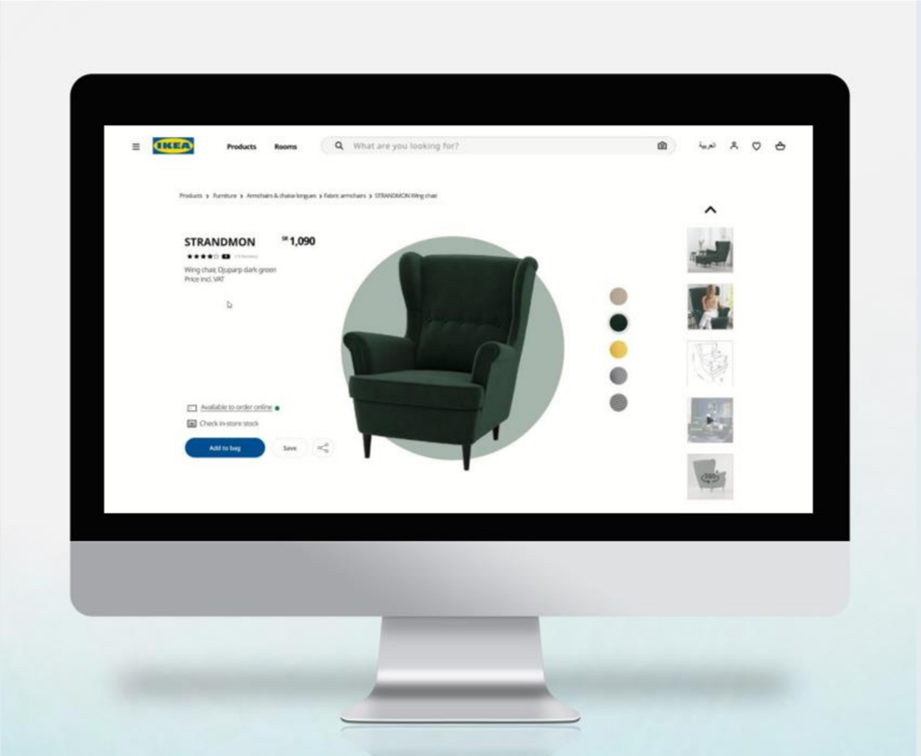 IKEA
Products Rooms What are you looking for? العربية
Products > Furniture > Armchairs & chaise longues > Fabric armchairs > STRANDMON Wing chair
STRANDMON SR 1,090
Wing chair, Djuparp dark green
Price incl. VAT
Available to order online
Check in-store stock
Add to bag Save
360